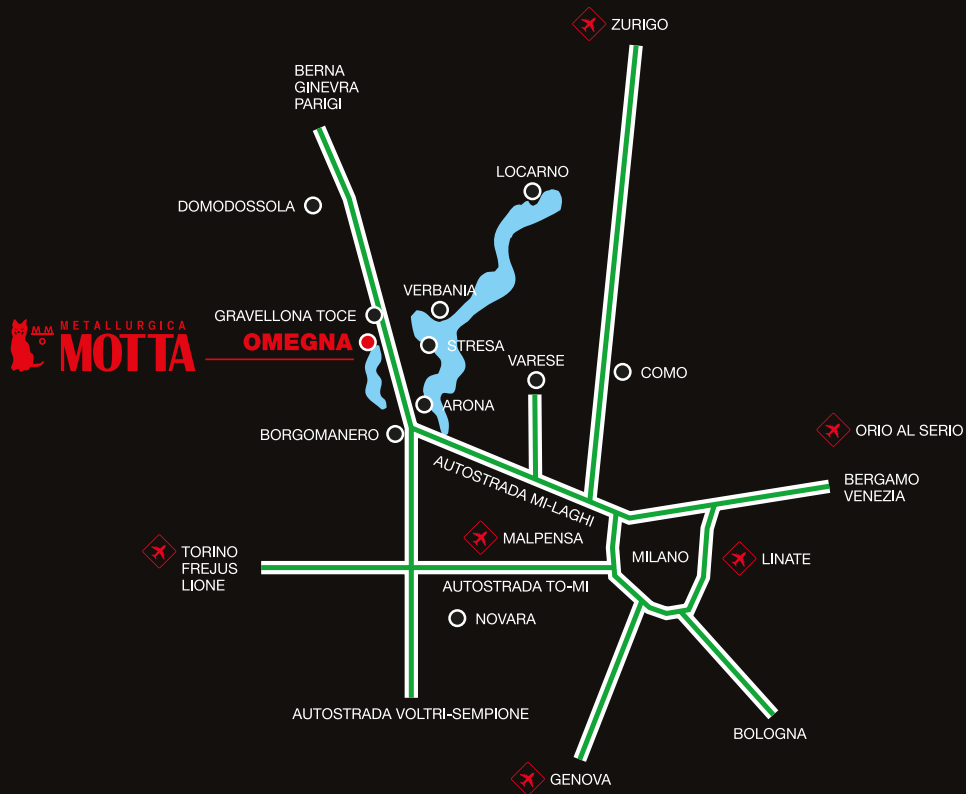 ZURIGO
BERNA
GINEVRA
PARIGI
LOCARNO
DOMODOSSOLA
VERBANIA
GRAVELLONA TOCE
MM
O
METALLURGICA
MOTTA
OMEGNA
STRESA
VARESE
COMO
ARONA
BORGOMANERO
ORIO AL SERIO
AUTOSTRADA MI-LAGHI
BERGAMO
VENEZIA
MALPENSA
MILANO
LINATE
TORINO
FREJUS
LIONE
AUTOSTRADA TO-MI
NOVARA
AUTOSTRADA VOLTRI-SEMPIONE
BOLOGNA
GENOVA